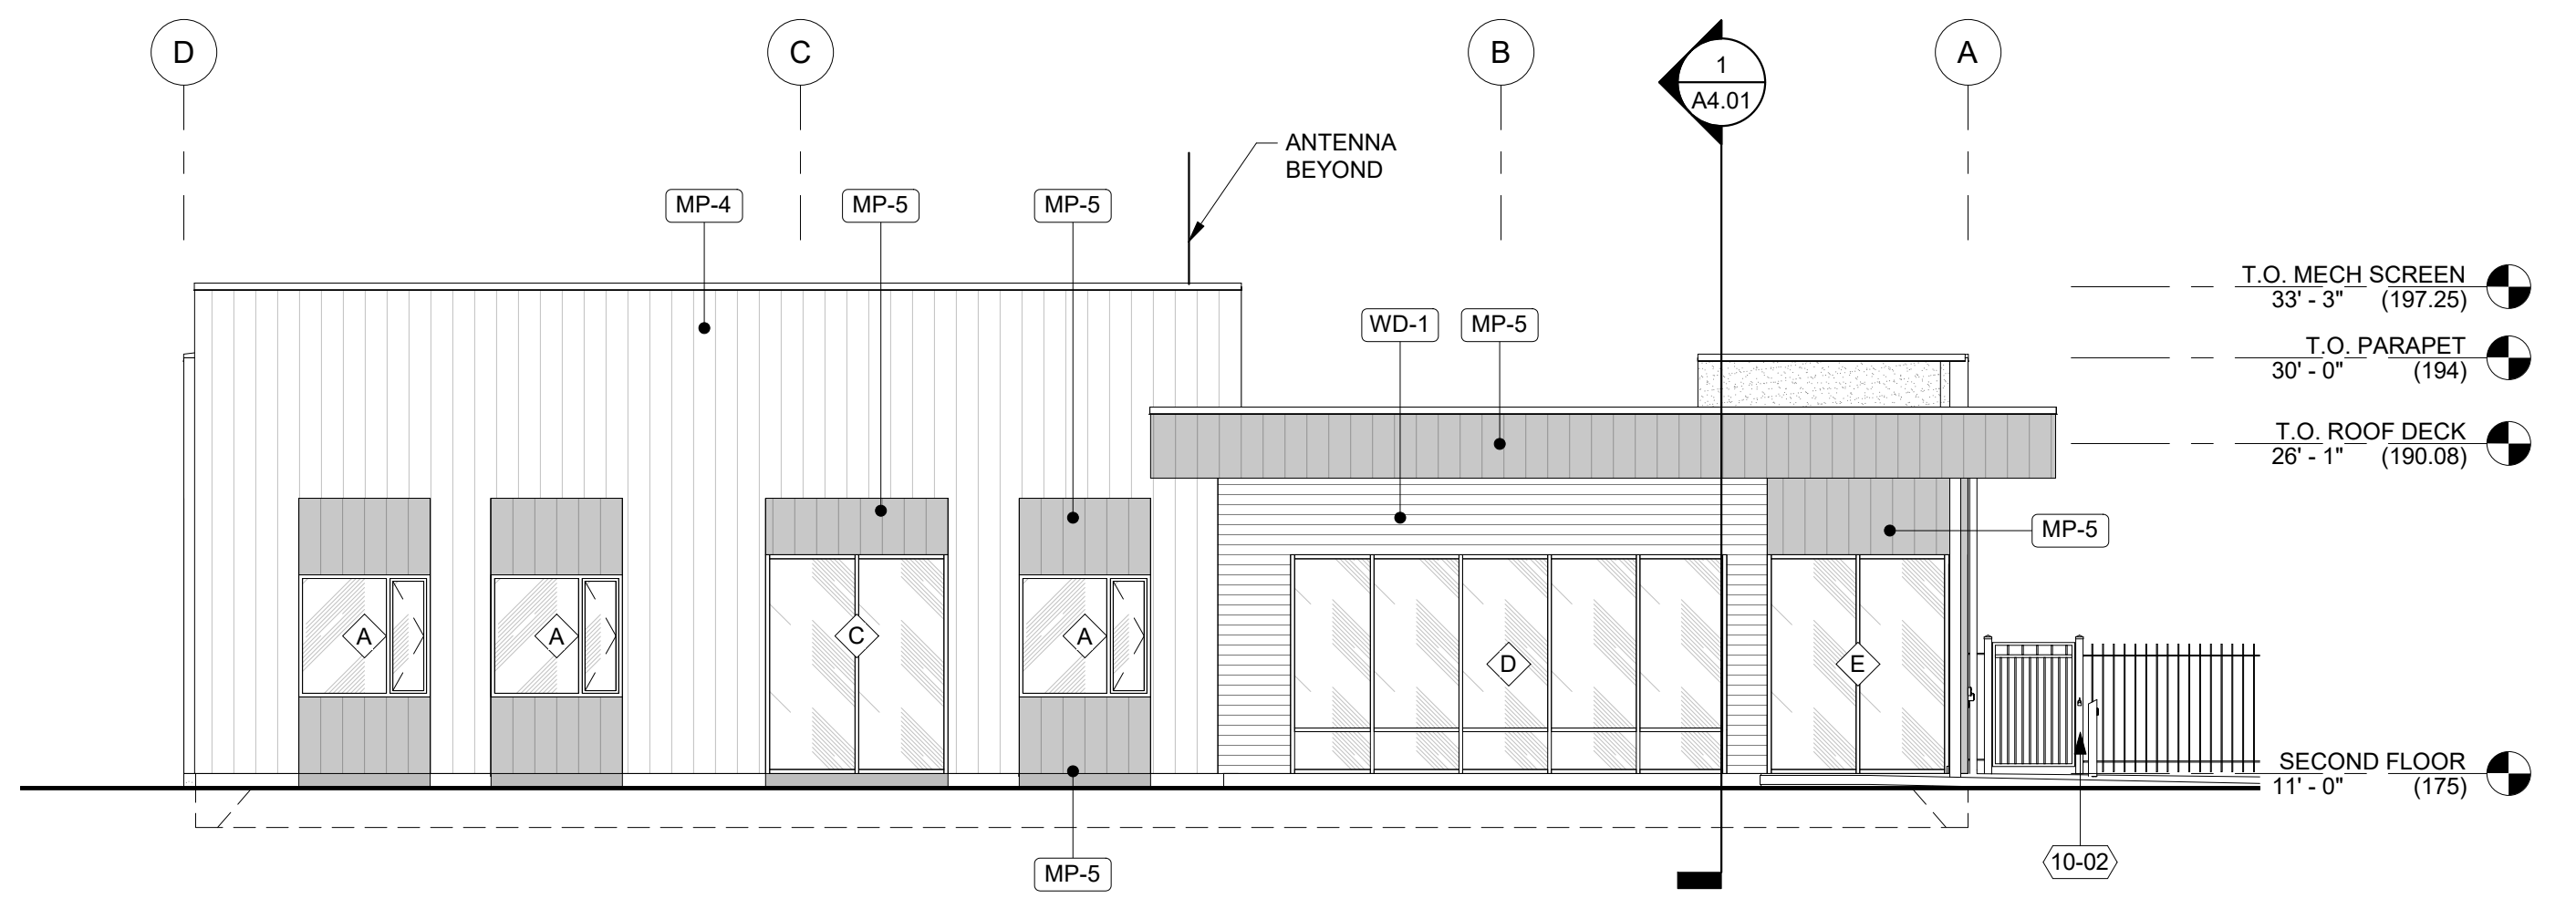 D
C
B
A
1
A4.01
ANTENNA
BEYOND
MP-4
MP-5
MP-5
T.O. MECH SCREEN
33' - 3" (197.25)
WD-1
MP-5
T.O. PARAPET
30' - 0" (194)
T.O. ROOF DECK
26' - 1" (190.08)
MP-5
A
A
C
A
D
E
SECOND FLOOR
11' - 0" (175)
MP-5
10-02